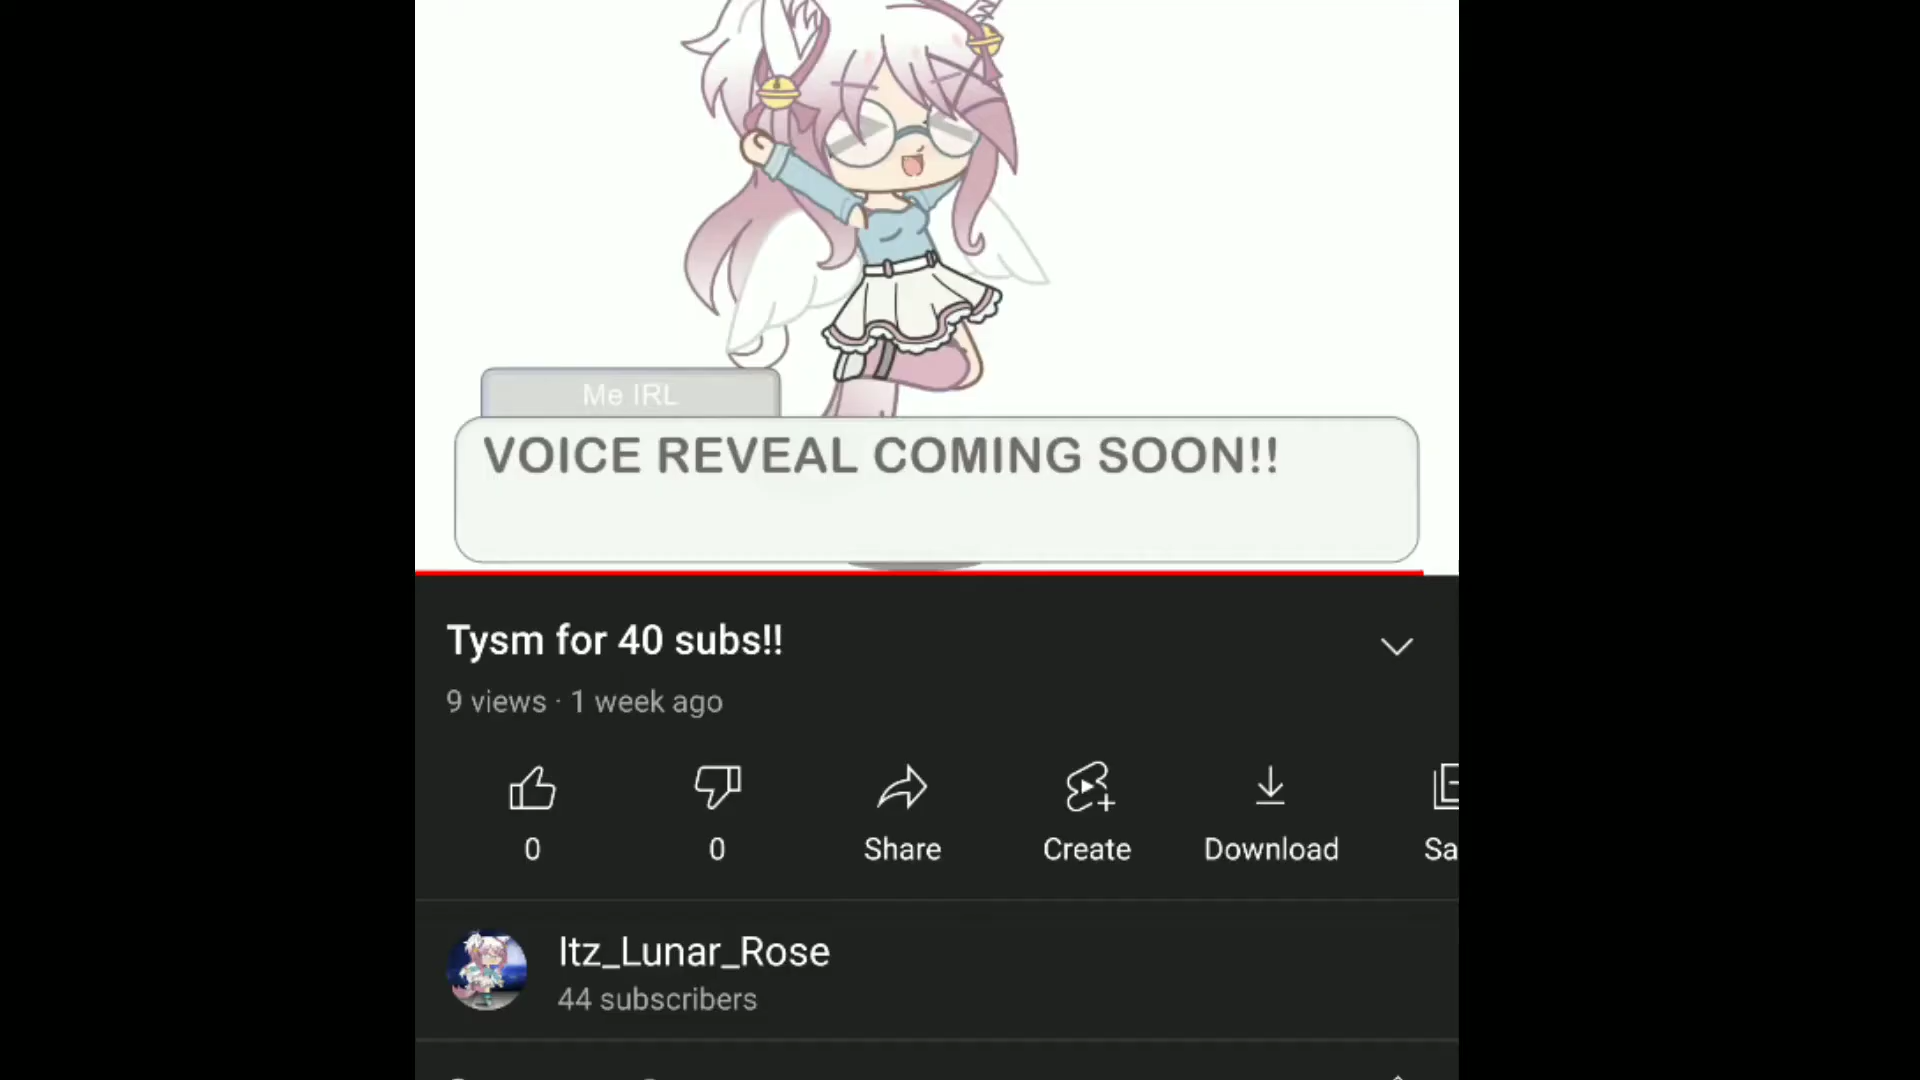 Me IRL
VOICE REVEAL COMING SOON!!
Tysm for 40 subs!!
9 views · 1 week ago
0
0
Share
Create
Download
Sa
Itz_Lunar_Rose
44 subscribers